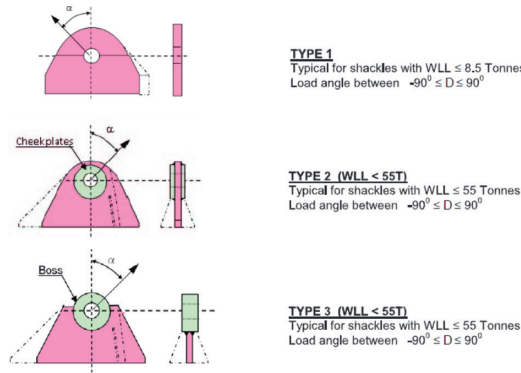 α
TYPE 1
Typical for shackles with WLL ≤ 8.5 Tonnes
Load angle between -90⁰ ≤ D ≤ 90⁰
α
Cheekplates
TYPE 2 (WLL < 55T)
Typical for shackles with WLL ≤ 55 Tonnes
Load angle between -90⁰ ≤ D ≤ 90⁰
α
Boss
TYPE 3 (WLL < 55T)
Typical for shackles with WLL ≤ 55 Tonnes
Load angle between -90⁰ ≤ D ≤ 90⁰